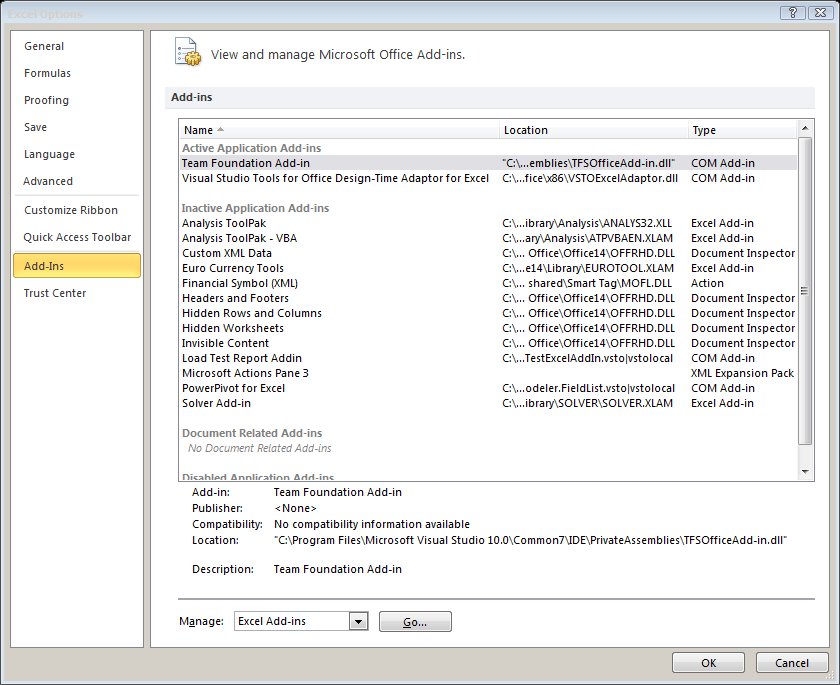 Excel Options
General
View and manage Microsoft Office Add-ins.
Formulas
Proofing
Save
Language
Advanced
Customize Ribbon
Quick Access Toolbar
Add-Ins
Trust Center
Add-ins
Name Location Type
Active Application Add-ins
Team Foundation Add-in "C:\...emblies\TFSOfficeAdd-in.dll" COM Add-in
Visual Studio Tools for Office Design-Time Adaptor for Excel C:\...fice\x86\VSTOExcelAdaptor.dll COM Add-in
Inactive Application Add-ins
Analysis ToolPak C:\...ibrary\Analysis\ANALYS32.XLL Excel Add-in
Analysis ToolPak - VBA C:\...ary\Analysis\ATPVBAEN.XLAM Excel Add-in
Custom XML Data C:\... Office\Office14\OFFRHD.DLL Document Inspector
Euro Currency Tools C:\...e14\Library\EUROTOOL.XLAM Excel Add-in
Financial Symbol (XML) C:\... shared\Smart Tag\MOFL.DLL Action
Headers and Footers C:\... Office\Office14\OFFRHD.DLL Document Inspector
Hidden Rows and Columns C:\... Office\Office14\OFFRHD.DLL Document Inspector
Hidden Worksheets C:\... Office\Office14\OFFRHD.DLL Document Inspector
Invisible Content C:\... Office\Office14\OFFRHD.DLL Document Inspector
Load Test Report Addin C:\...TestExcelAddIn.vsto|vstolocal COM Add-in
Microsoft Actions Pane 3 XML Expansion Pack
PowerPivot for Excel C:\...odeler.FieldList.vsto|vstolocal COM Add-in
Solver Add-in C:\...ibrary\SOLVER\SOLVER.XLAM Excel Add-in
Document Related Add-ins
No Document Related Add-ins
Disabled Application Add-ins
Add-in: Team Foundation Add-in
Publisher: <None>
Compatibility: No compatibility information available
Location: "C:\Program Files\Microsoft Visual Studio 10.0\Common7\IDE\PrivateAssemblies\TFSOfficeAdd-in.dll"
Description: Team Foundation Add-in
Manage: Excel Add-ins Go...
OK Cancel